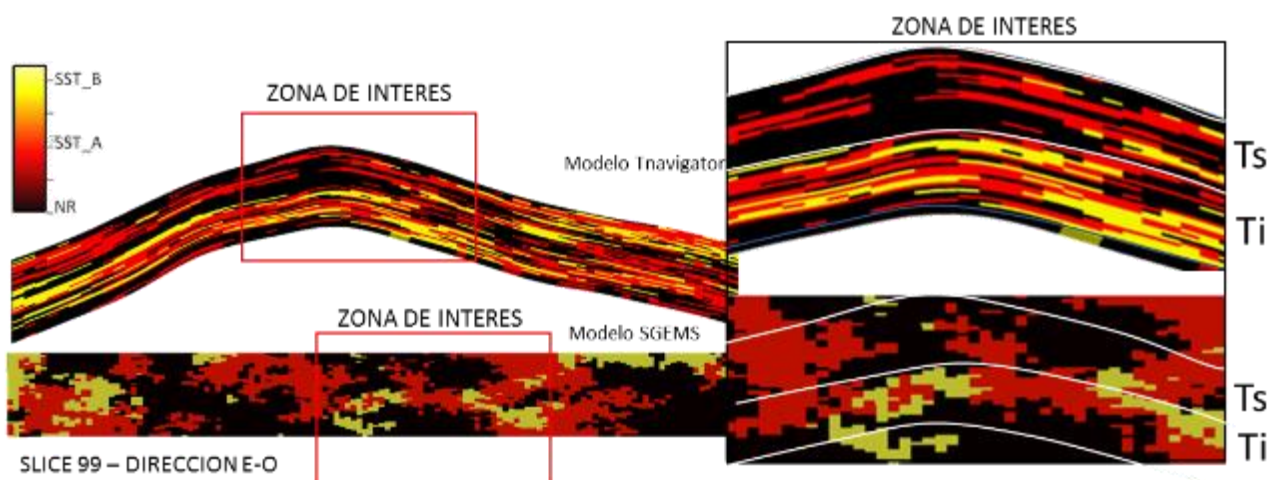 ZONA DE INTERES
SST_B
ZONA DE INTERES
SST_A
Modelo Tnavigator
Ts
NR
Ti
ZONA DE INTERES
Modelo SGEMS
Ts
Ti
SLICE 99 – DIRECCION E-O